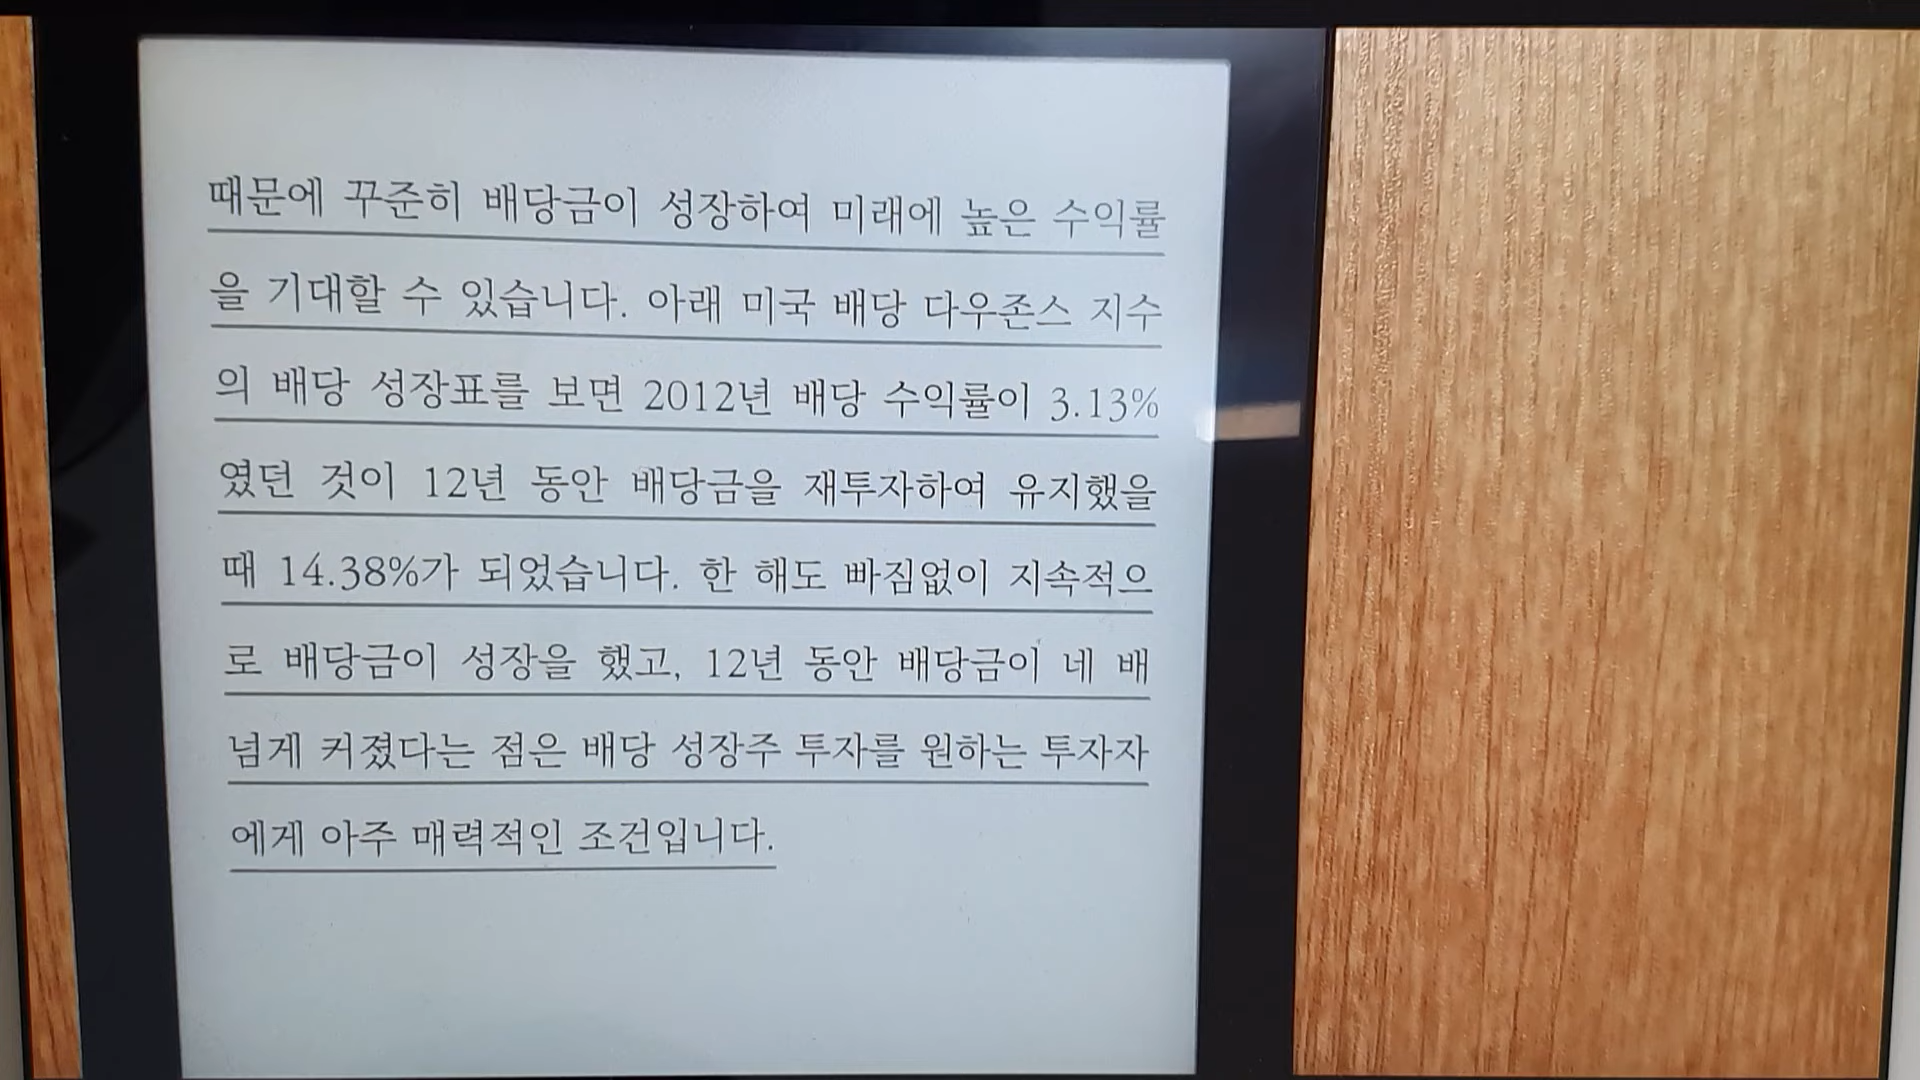 때문에 꾸준히 배당금이 성장하여 미래에 높은 수익률
을 기대할 수 있습니다. 아래 미국 배당 다우존스 지수
의 배당 성장표를 보면 2012년 배당 수익률이 3.13%
였던 것이 12년 동안 배당금을 재투자하여 유지했을
때 14.38%가 되었습니다. 한 해도 빠짐없이 지속적으
로 배당금이 성장을 했고, 12년 동안 배당금이 네 배
넘게 커졌다는 점은 배당 성장주 투자를 원하는 투자자
에게 아주 매력적인 조건입니다.